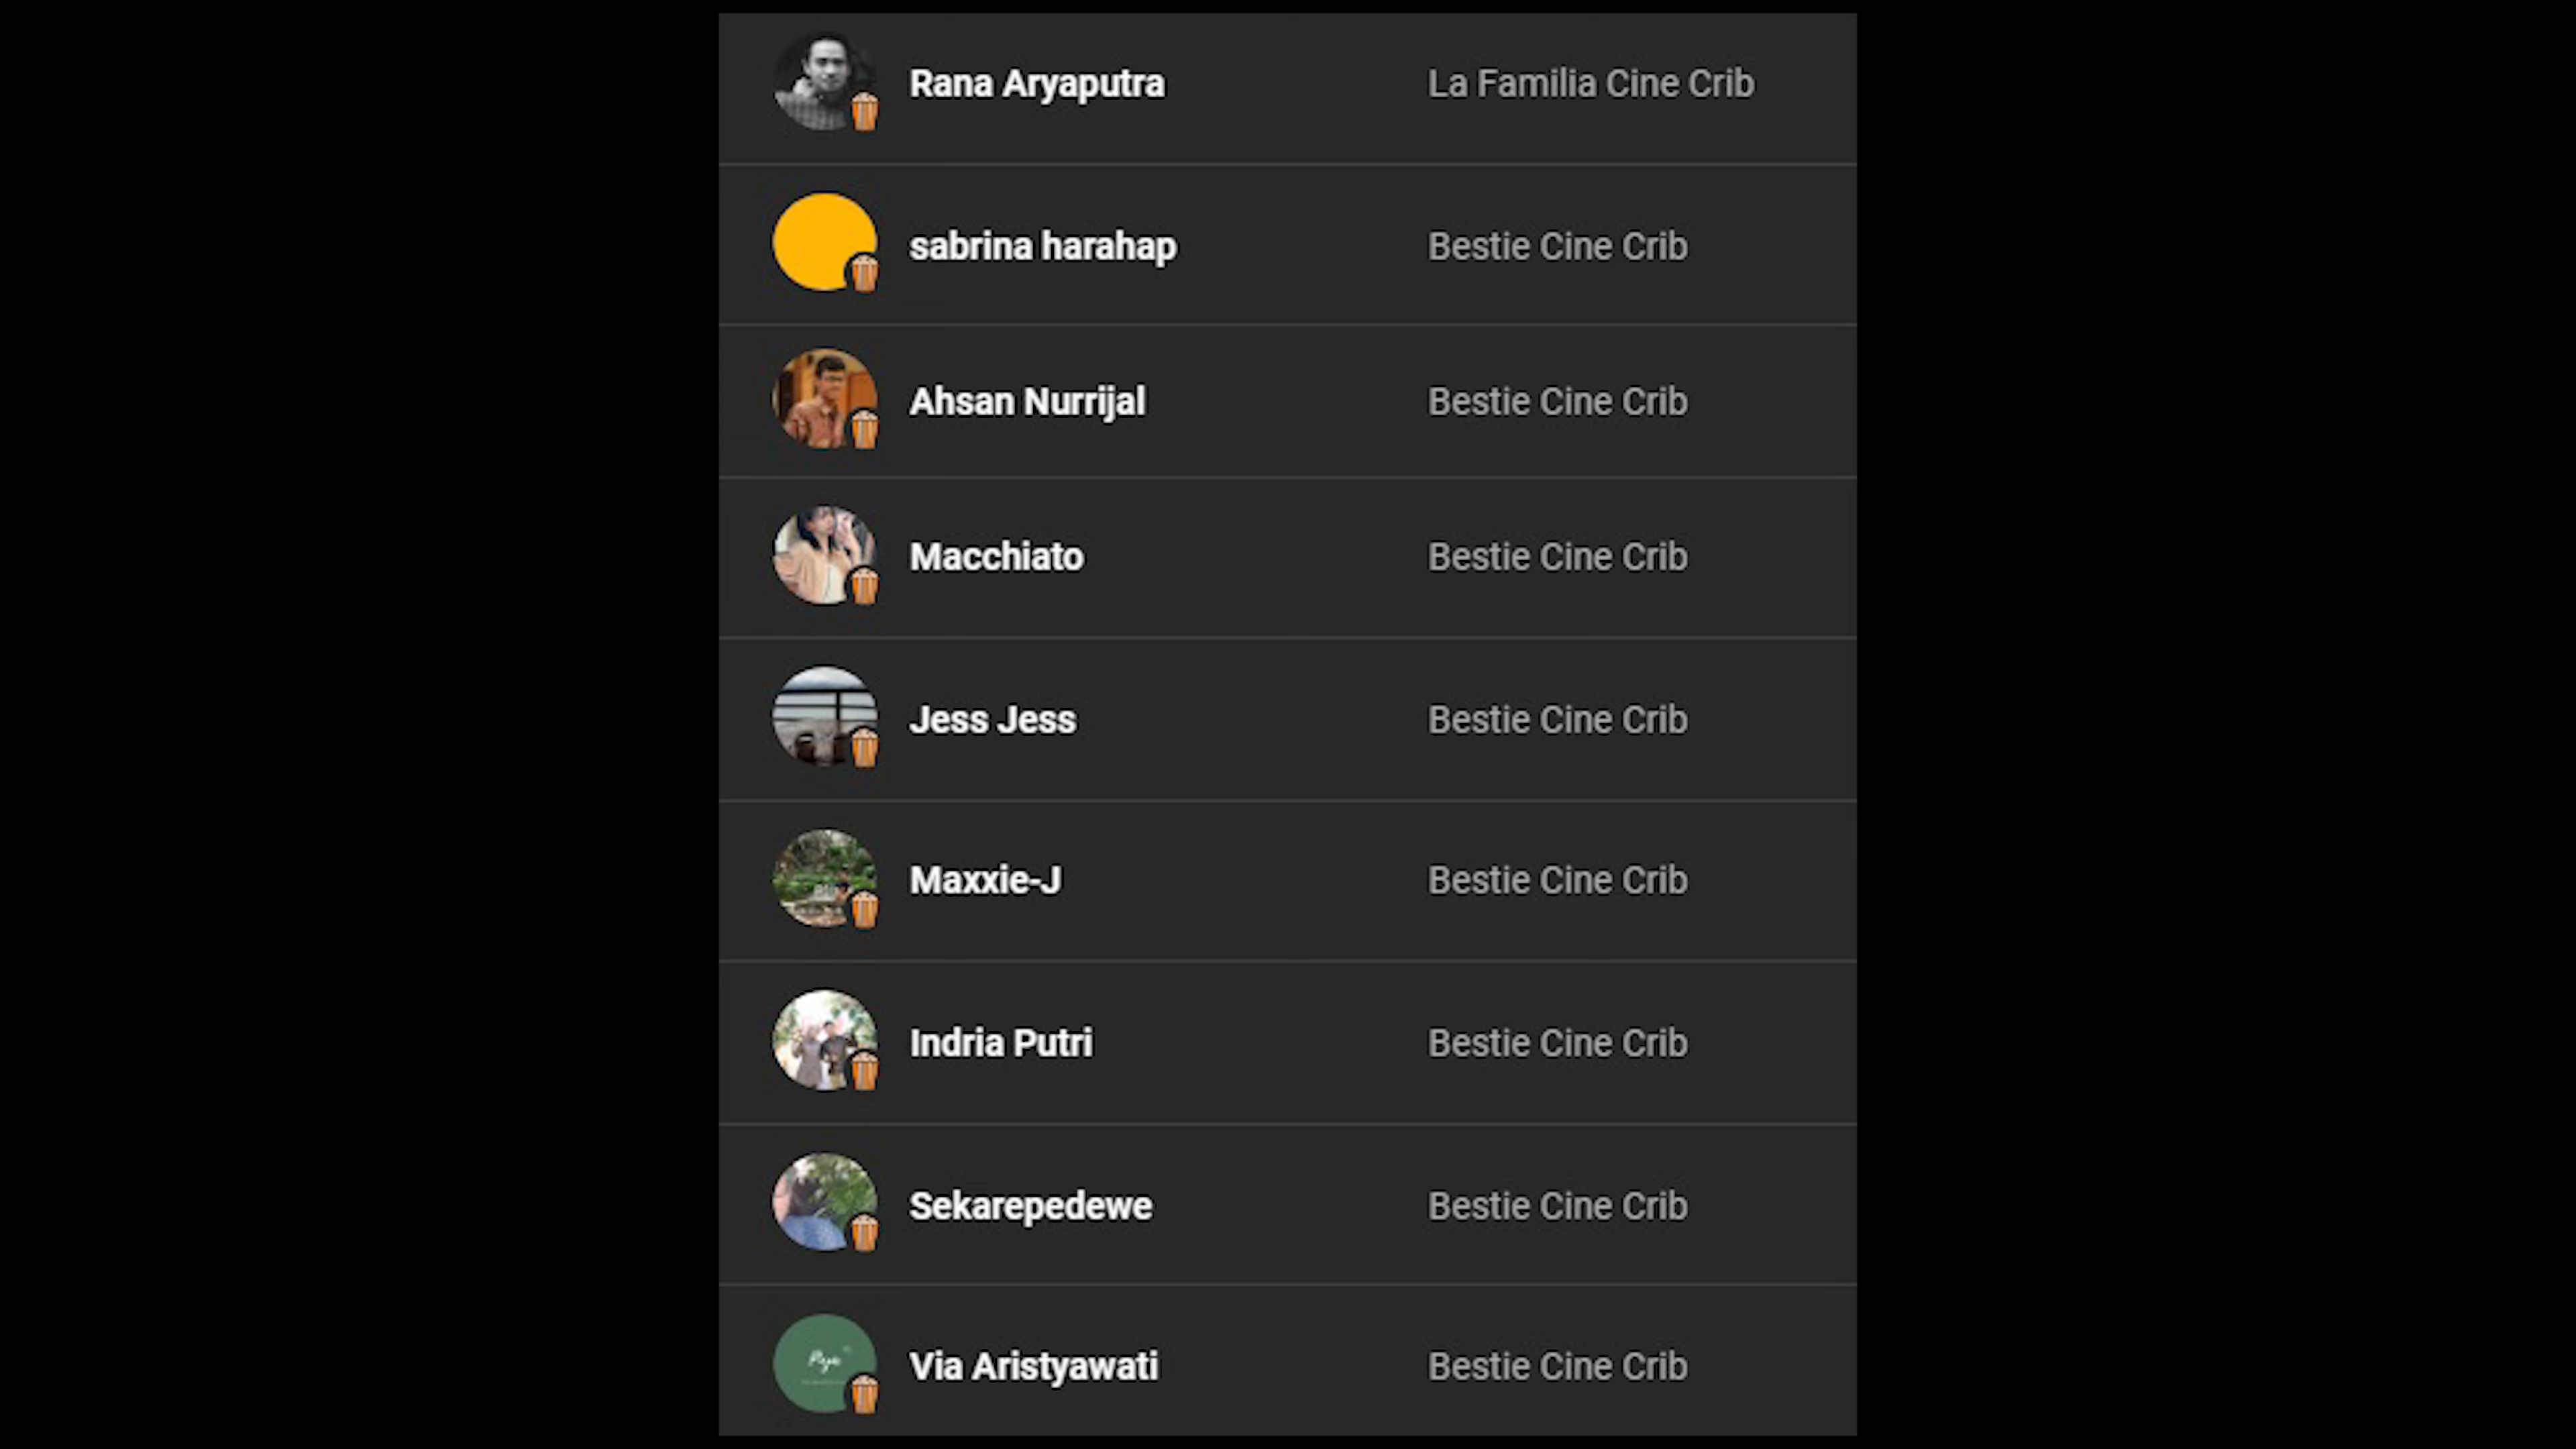 Rana Aryaputra La Familia Cine Crib
sabrina harahap Bestie Cine Crib
Ahsan Nurrijal Bestie Cine Crib
Macchiato Bestie Cine Crib
Jess Jess Bestie Cine Crib
Maxxie-J Bestie Cine Crib
Indria Putri Bestie Cine Crib
Sekarepedewe Bestie Cine Crib
Via Aristyawati Bestie Cine Crib